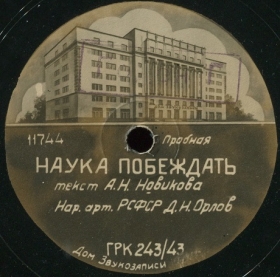 11744
Пробная
НАУКА ПОБЕЖДАТЬ
текст А.Н. Новикова
Нар. арт. РСФСР Д.Н. Орлов
ГРК 243/43
Дом Звукозаписи